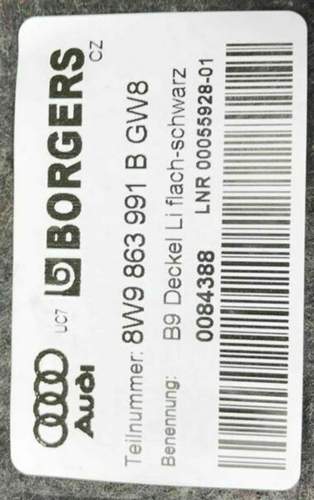 Audi
UC7
BORGERS
CZ
Teilnummer: 8W9 863 991 B GW8
Benennung: B9 Deckel Li flach-schwarz
0084388 LNR 00055928-01